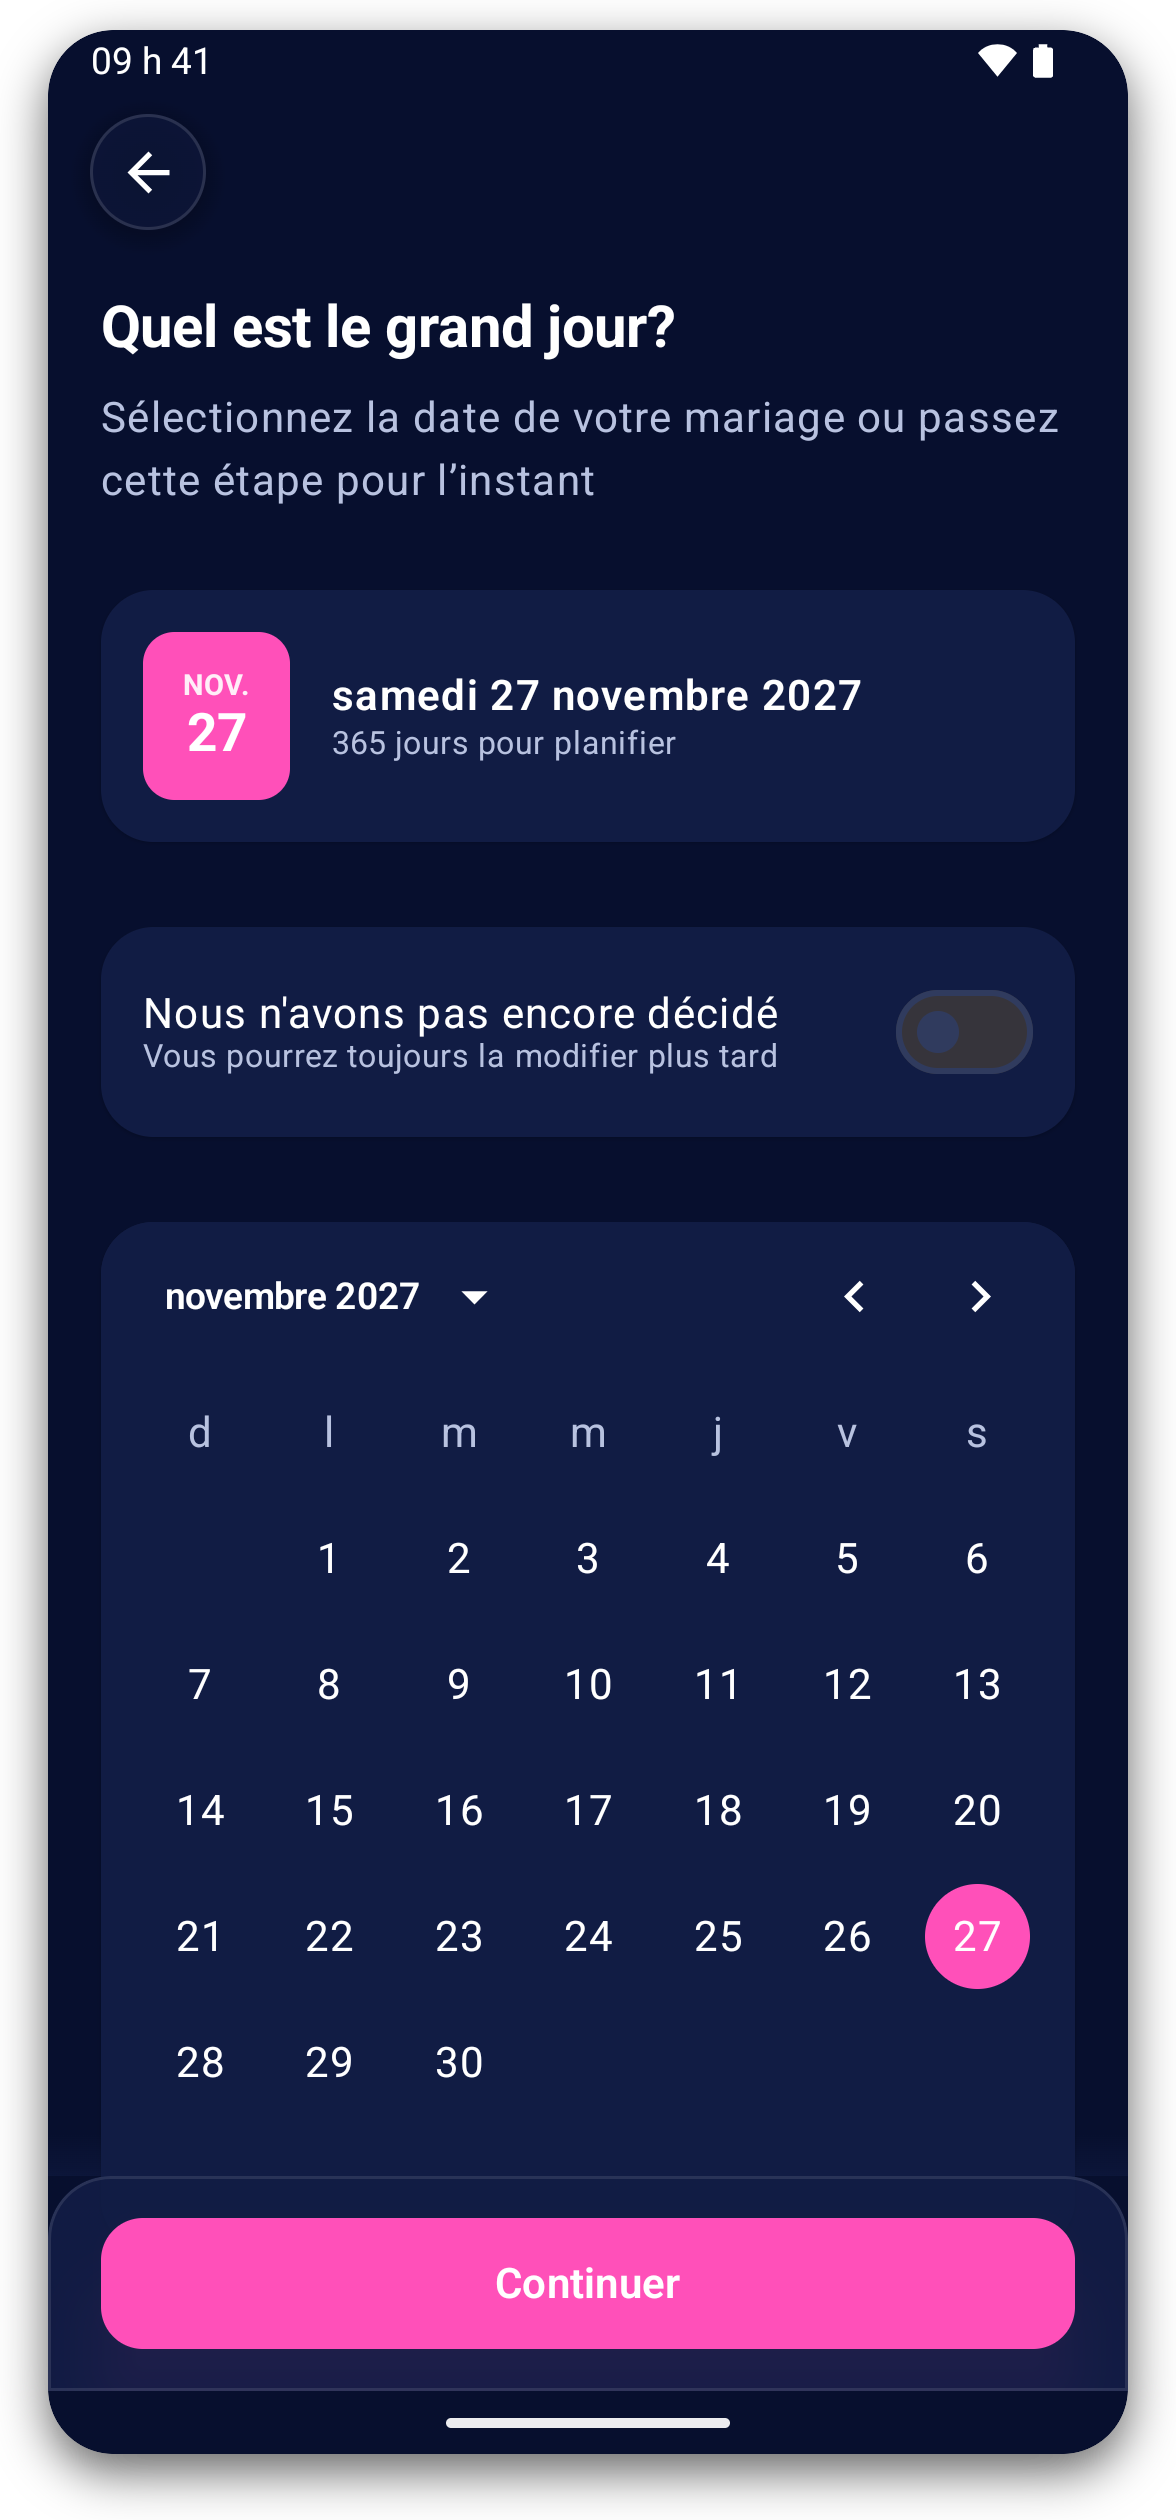 09 h 41
Quel est le grand jour?
Sélectionnez la date de votre mariage ou passez
cette étape pour l’instant
NOV.
27
samedi 27 novembre 2027
365 jours pour planifier
Nous n'avons pas encore décidé
Vous pourrez toujours la modifier plus tard
novembre 2027
d l m m j v s
1 2 3 4 5 6
7 8 9 10 11 12 13
14 15 16 17 18 19 20
21 22 23 24 25 26 27
28 29 30
Continuer